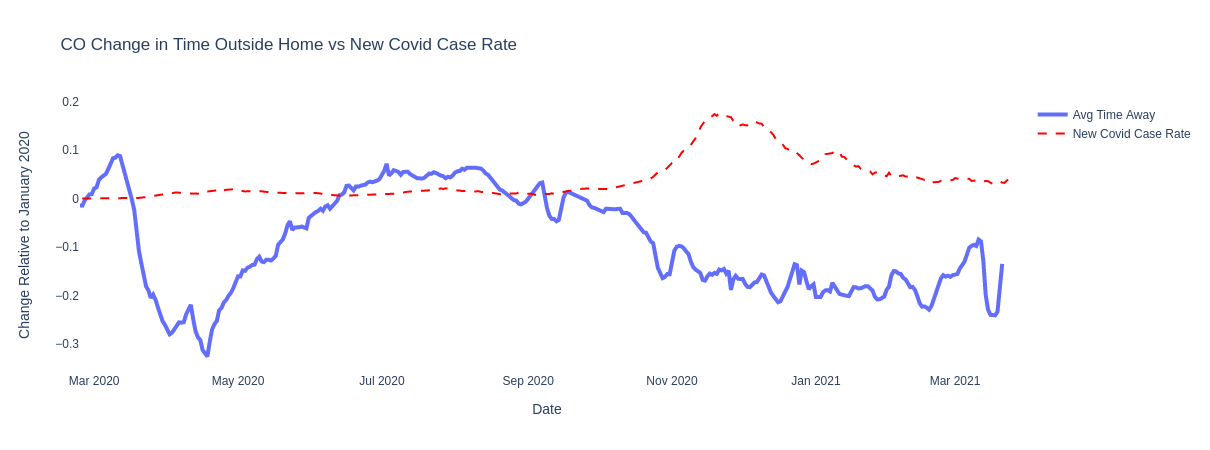 CO Change in Time Outside Home vs New Covid Case Rate
0.2
0.1
0
−0.1
−0.2
−0.3
Change Relative to January 2020
Mar 2020
May 2020
Jul 2020
Sep 2020
Nov 2020
Jan 2021
Mar 2021
Date
Avg Time Away
New Covid Case Rate